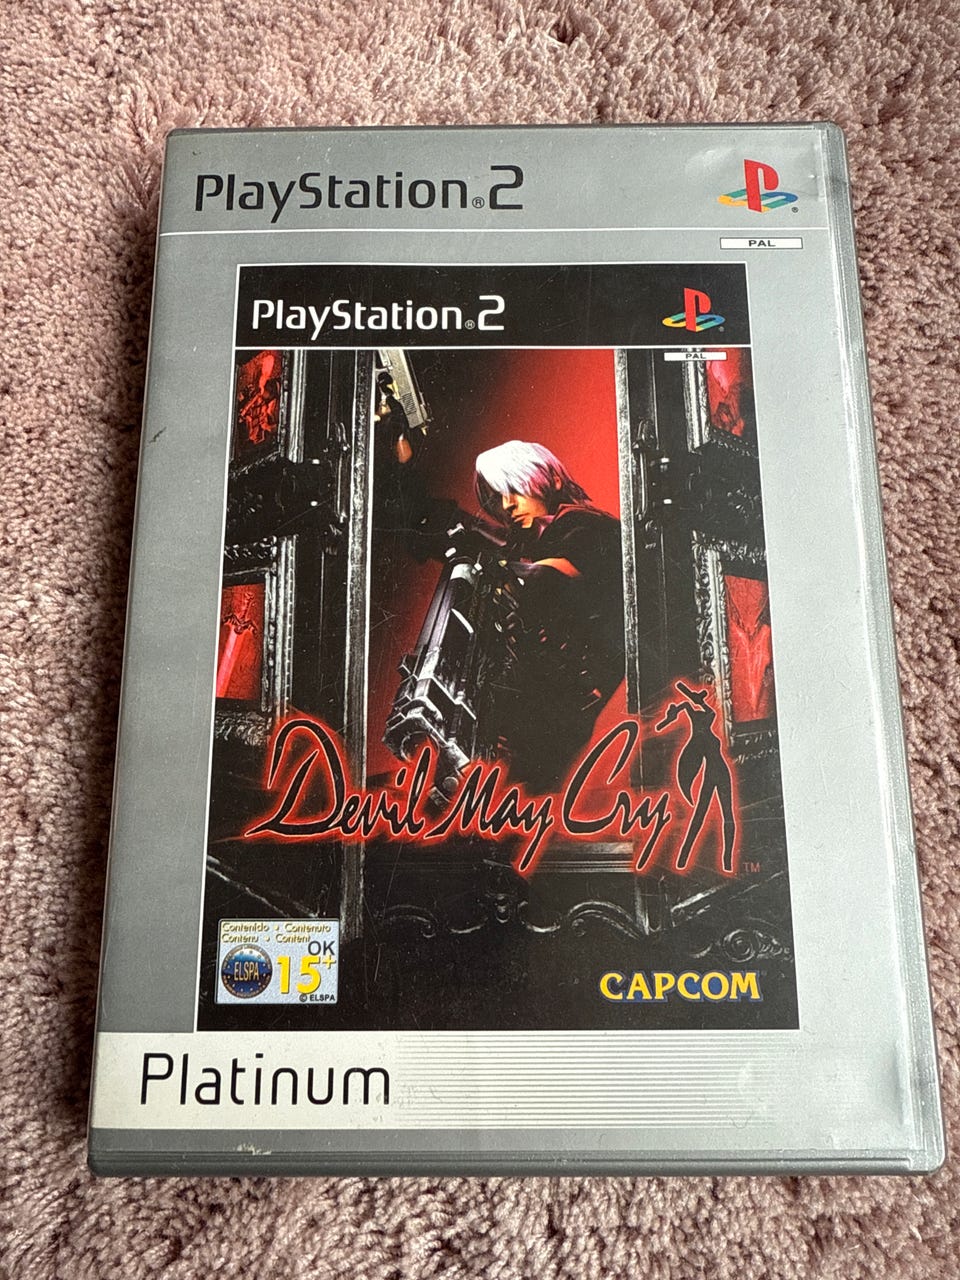 PlayStation®2
PAL
PlayStation®2
PAL
Devil May Cry
TM
Contenido • Contenuto
Contenu • Content
OK
ELSPA
15+
© ELSPA
CAPCOM
Platinum